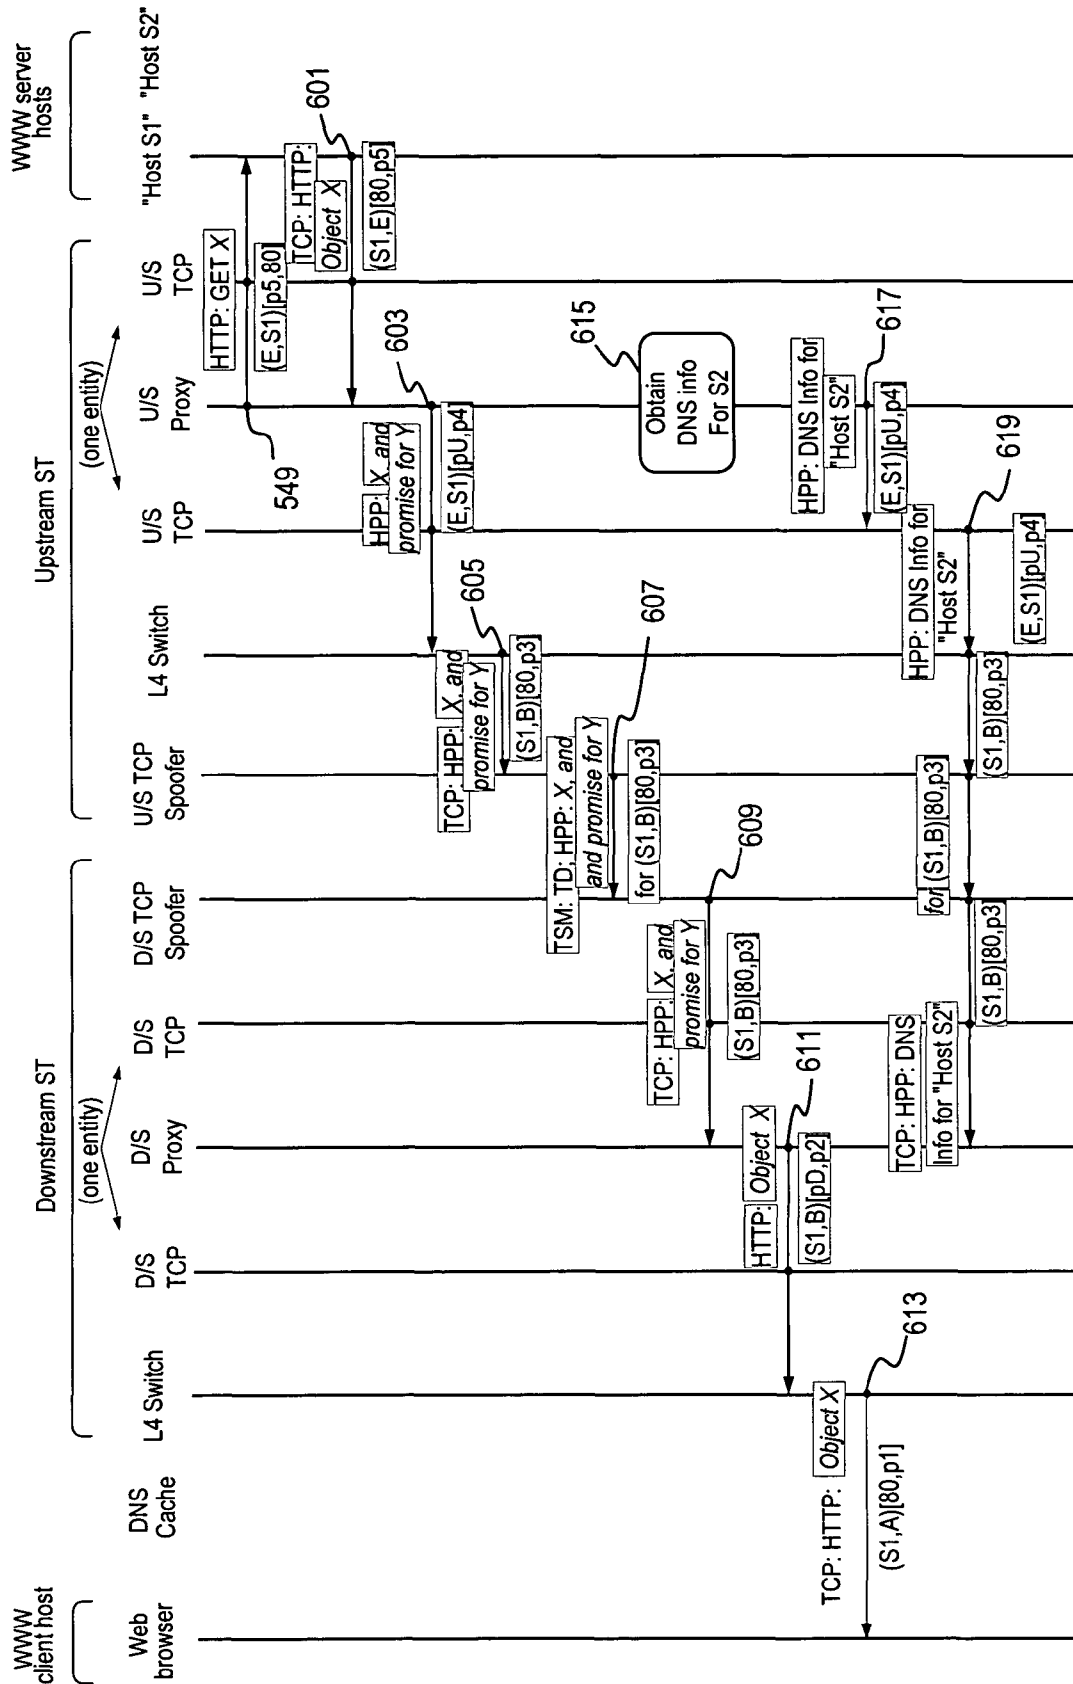 WWW
client host
Downstream ST
(one entity)
Upstream ST
(one entity)
WWW server
hosts
Web
browser
DNS
Cache
L4 Switch
D/S
TCP
D/S
Proxy
D/S
TCP
D/S TCP
Spoofer
U/S TCP
Spoofer
L4 Switch
U/S
TCP
U/S
Proxy
U/S
TCP
"Host S1" "Host S2"
HTTP: GET X
(E,S1)[p5,80]
549
TCP: HTTP:
Object X
(S1,E)[80,p5]
601
HPP: X, and
promise for Y
(E,S1)[pU,p4]
603
TCP: HPP: X, and
promise for Y
(S1,B)[80,p3]
605
TSM: TD; HPP: X, and
and promise for Y
for (S1,B)[80,p3]
607
TCP: HPP: X, and
promise for Y
(S1,B)[80,p3]
609
HTTP: Object X
(S1,B)[pD,p2]
611
TCP: HTTP: Object X
(S1,A)[80,p1]
613
Obtain
DNS info
For S2
615
HPP: DNS Info for
"Host S2"
(E,S1)[pU,p4]
617
HPP: DNS Info for
"Host S2"
(E,S1)[pU,p4]
619
(S1,B)[80,p3]
for (S1,B)[80,p3]
(S1,B)[80,p3]
TCP: HPP: DNS
Info for "Host S2"